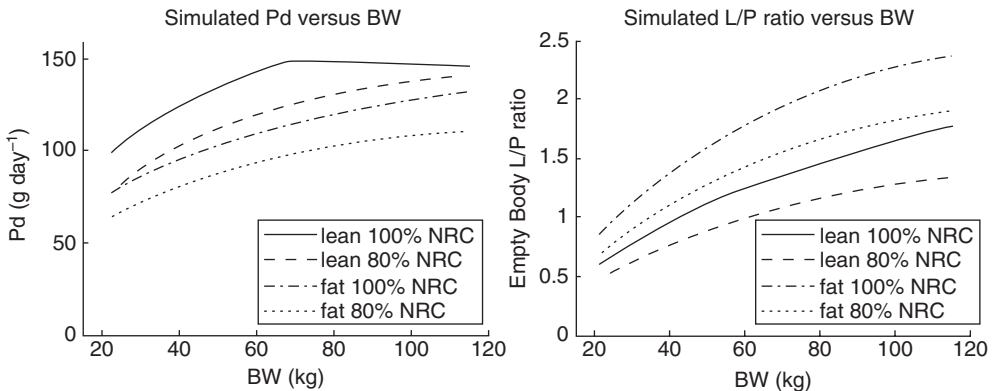 Simulated Pd versus BW
Pd (g day⁻¹)
150
100
50
0
20 40 60 80 100 120
BW (kg)
lean 100% NRC
lean 80% NRC
fat 100% NRC
fat 80% NRC
Simulated L/P ratio versus BW
Empty Body L/P ratio
2.5
2
1.5
1
0.5
0
20 40 60 80 100 120
BW (kg)
lean 100% NRC
lean 80% NRC
fat 100% NRC
fat 80% NRC